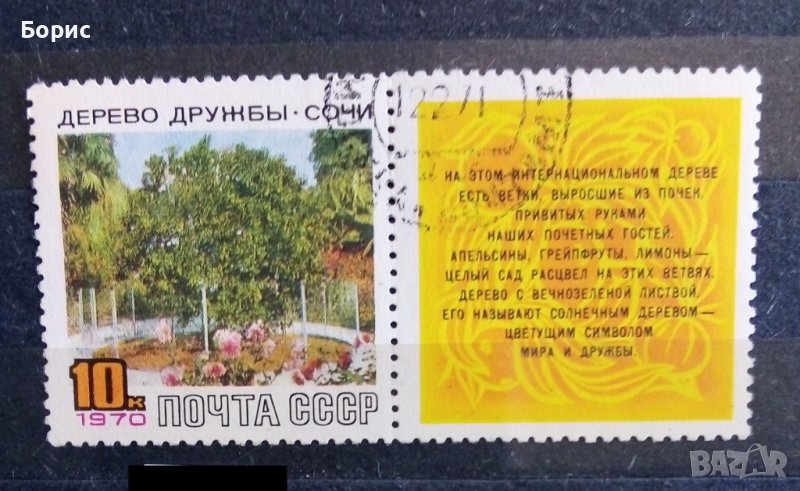 Борис
ДЕРЕВО ДРУЖБЫ·СОЧИ
10к
1970
ПОЧТА СССР
НА ЭТОМ ИНТЕРНАЦИОНАЛЬНОМ ДЕРЕВЕ
ЕСТЬ ВЕТКИ, ВЫРОСШИЕ ИЗ ПОЧЕК,
ПРИВИТЫХ РУКАМИ
НАШИХ ПОЧЕТНЫХ ГОСТЕЙ.
АПЕЛЬСИНЫ, ГРЕЙПФРУТЫ, ЛИМОНЫ—
ЦЕЛЫЙ САД РАСЦВЕЛ НА ЭТИХ ВЕТВЯХ.
ДЕРЕВО С ВЕЧНОЗЕЛЕНОЙ ЛИСТВОЙ,
ЕГО НАЗЫВАЮТ СОЛНЕЧНЫМ ДЕРЕВОМ—
ЦВЕТУЩИМ СИМВОЛОМ
МИРА И ДРУЖБЫ.
BAZAR